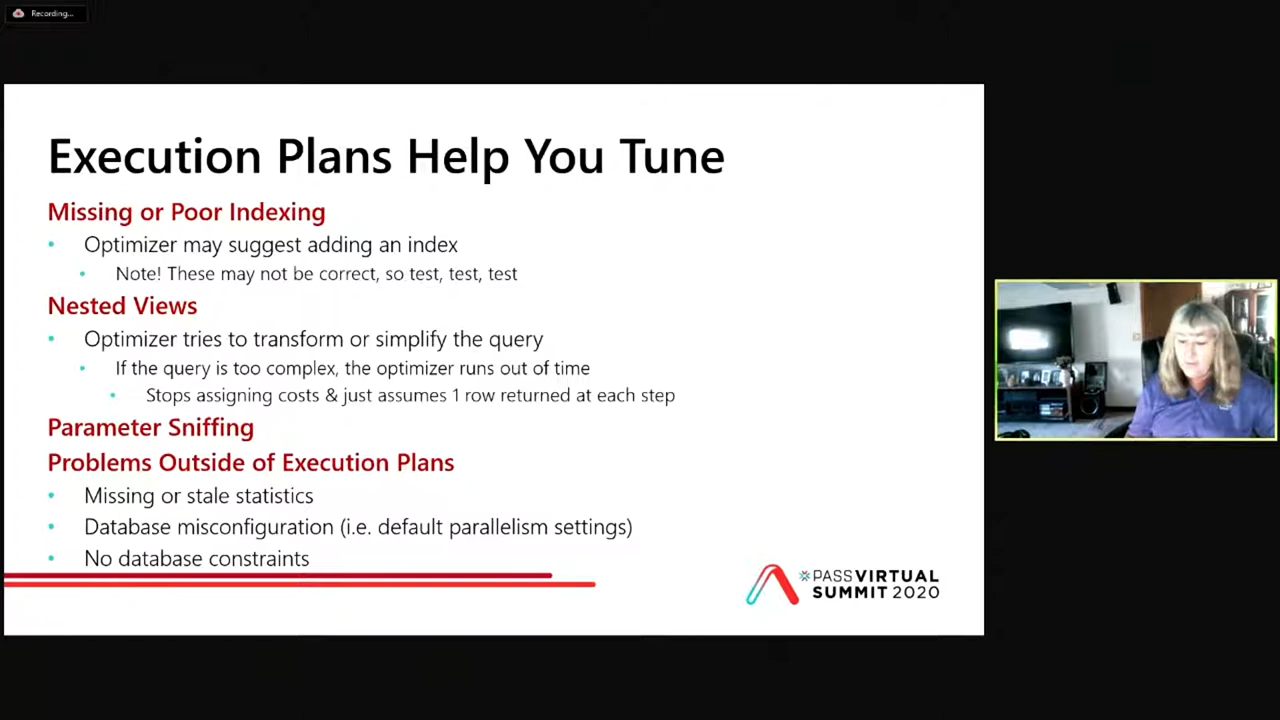 Recording...
Execution Plans Help You Tune
Missing or Poor Indexing
• Optimizer may suggest adding an index
• Note! These may not be correct, so test, test, test
Nested Views
• Optimizer tries to transform or simplify the query
• If the query is too complex, the optimizer runs out of time
• Stops assigning costs & just assumes 1 row returned at each step
Parameter Sniffing
Problems Outside of Execution Plans
• Missing or stale statistics
• Database misconfiguration (i.e. default parallelism settings)
• No database constraints
PASSVIRTUAL
SUMMIT 2020